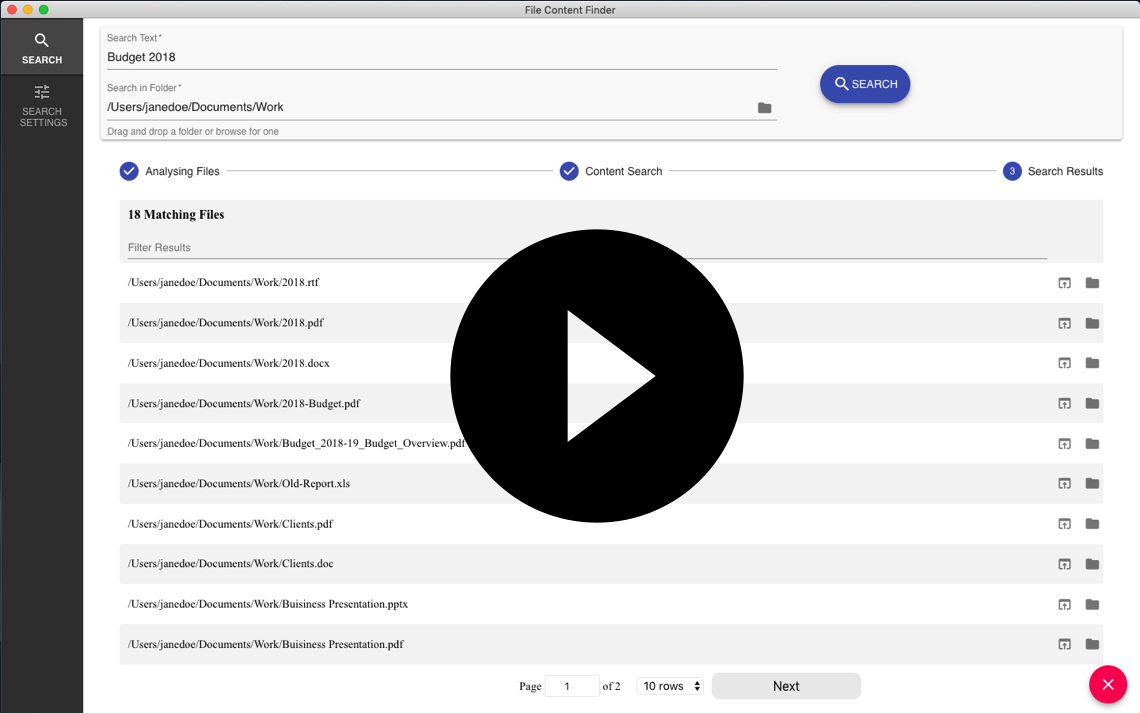 File Content Finder
SEARCH
SEARCH
SETTINGS
Search Text*
Budget 2018
Search in Folder*
/Users/janedoe/Documents/Work
Drag and drop a folder or browse for one
SEARCH
Analysing Files
Content Search
3 Search Results
18 Matching Files
Filter Results
/Users/janedoe/Documents/Work/2018.rtf
/Users/janedoe/Documents/Work/2018.pdf
/Users/janedoe/Documents/Work/2018.docx
/Users/janedoe/Documents/Work/2018-Budget.pdf
/Users/janedoe/Documents/Work/Budget_2018-19_Budget_Overview.pdf
/Users/janedoe/Documents/Work/Old-Report.xls
/Users/janedoe/Documents/Work/Clients.pdf
/Users/janedoe/Documents/Work/Clients.doc
/Users/janedoe/Documents/Work/Buisiness Presentation.pptx
/Users/janedoe/Documents/Work/Buisiness Presentation.pdf
Page 1 of 2 10 rows Next